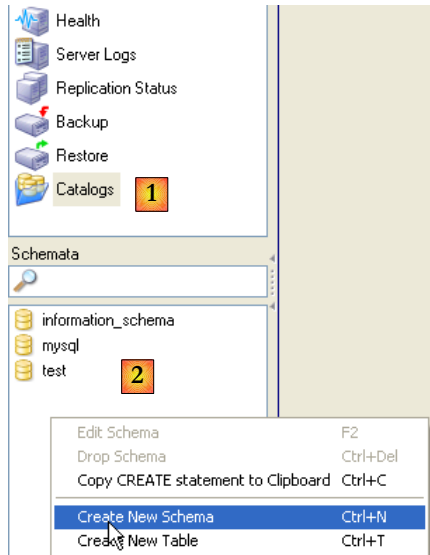 Health
Server Logs
Replication Status
Backup
Restore
Catalogs 1
Schemata
information_schema
mysql
test 2
Edit Schema F2
Drop Schema Ctrl+Del
Copy CREATE statement to Clipboard Ctrl+C
Create New Schema Ctrl+N
Create New Table Ctrl+T